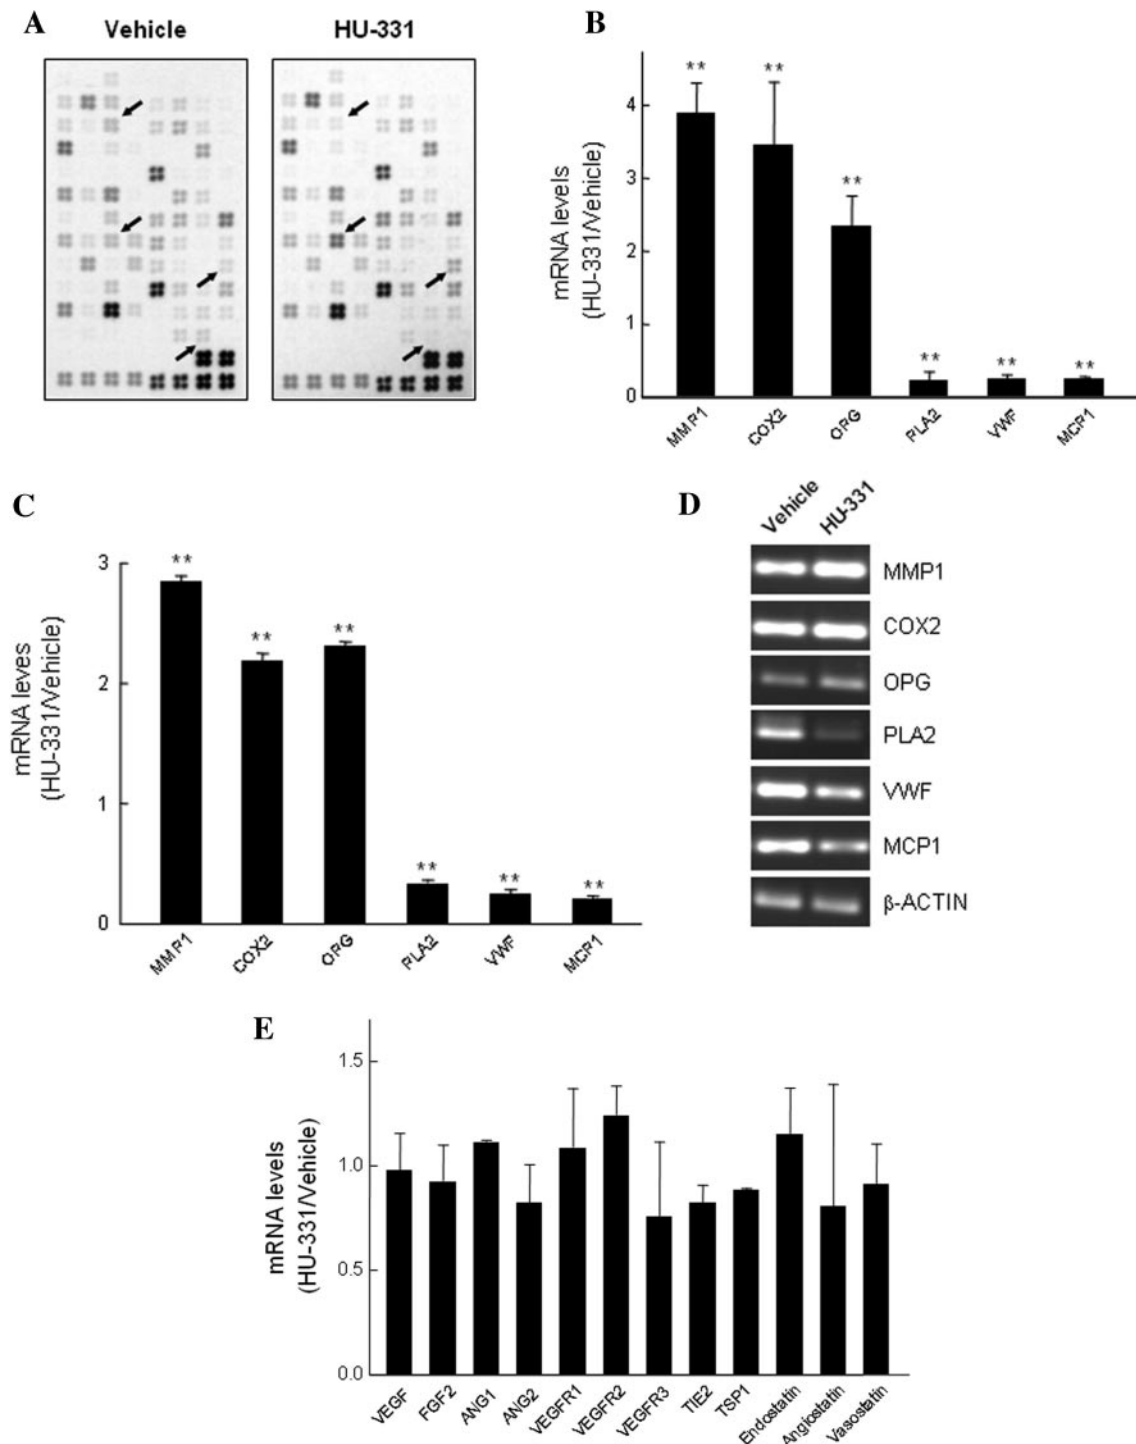 A
Vehicle HU-331
B
mRNA levels
(HU-331/Vehicle)
4
3
2
1
0
** ** ** ** ** **
MMP1 COX2 OPG PLA2 VWF MCP1
C
mRNA leves
(HU-331/Vehicle)
3
2
1
0
** ** ** ** ** **
MMP1 COX2 OPG PLA2 VWF MCP1
D
Vehicle HU-331
MMP1
COX2
OPG
PLA2
VWF
MCP1
β-ACTIN
E
mRNA levels
(HU-331/Vehicle)
1.5
1.0
0.5
0.0
VEGF FGF2 ANG1 ANG2 VEGFR1 VEGFR2 VEGFR3 TIE2 TSP1 Endostatin Angiostatin Vasostatin